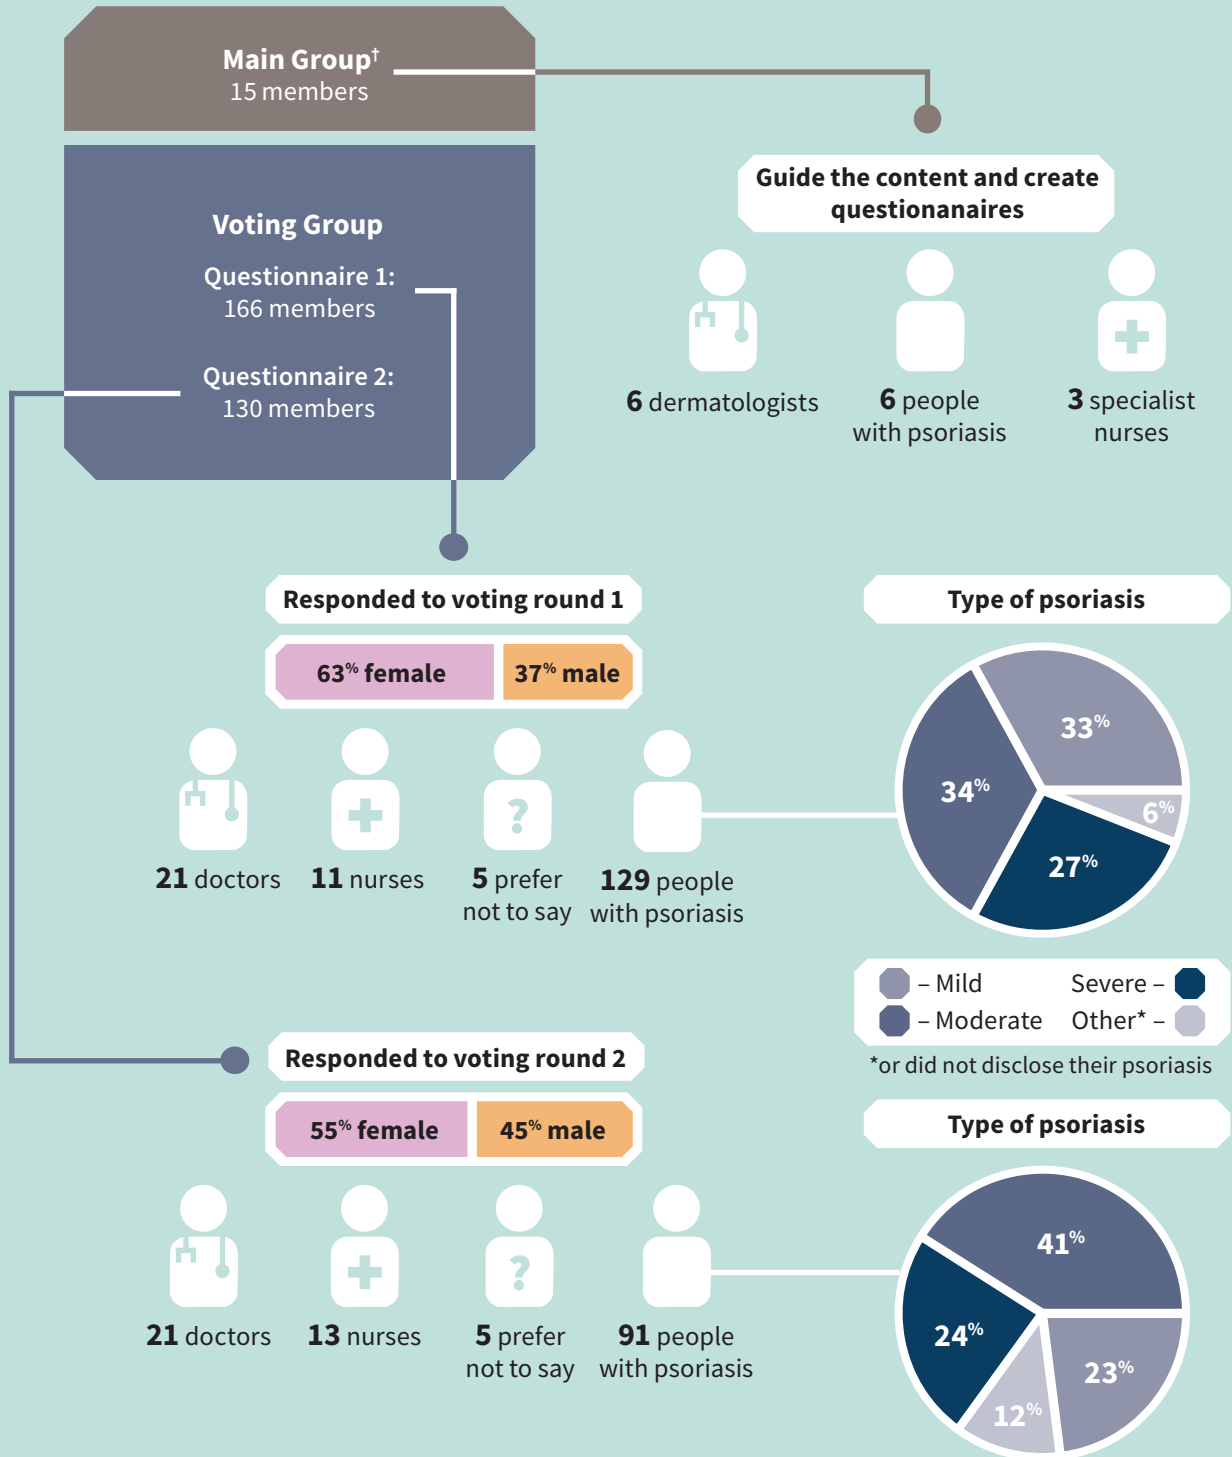 Main Group†
15 members
Guide the content and create
questionanaires
Voting Group
Questionnaire 1:
166 members
Questionnaire 2:
130 members
6 dermatologists
6 people
with psoriasis
3 specialist
nurses
Responded to voting round 1
63% female
37% male
21 doctors
11 nurses
5 prefer
not to say
129 people
with psoriasis
Type of psoriasis
33%
34%
6%
27%
– Mild
Severe –
– Moderate
Other* –
*or did not disclose their psoriasis
Responded to voting round 2
55% female
45% male
?
21 doctors
13 nurses
5 prefer
not to say
?
91 people
with psoriasis
Type of psoriasis
41%
24%
23%
12%